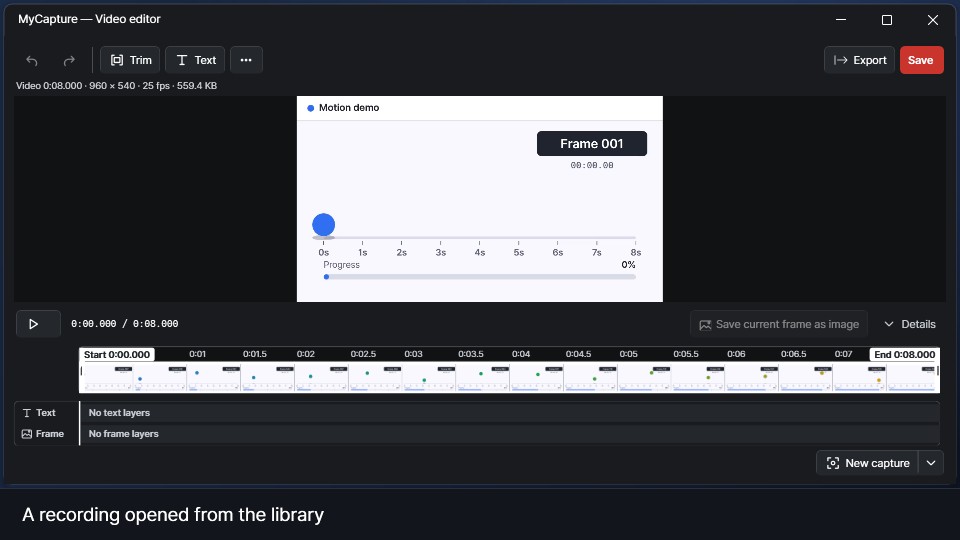 MyCapture — Video editor
Trim
Text
Export
Save
Video 0:08.000 · 960 × 540 · 25 fps · 559.4 KB
Motion demo
Frame 001
00:00.00
0s 1s 2s 3s 4s 5s 6s 7s 8s
Progress 0%
0:00.000 / 0:08.000
Save current frame as image
Details
Start 0:00.000 0:01 0:01.5 0:02 0:02.5 0:03 0:03.5 0:04 0:04.5 0:05 0:05.5 0:06 0:06.5 0:07 End 0:08.000
Text No text layers
Frame No frame layers
New capture
A recording opened from the library